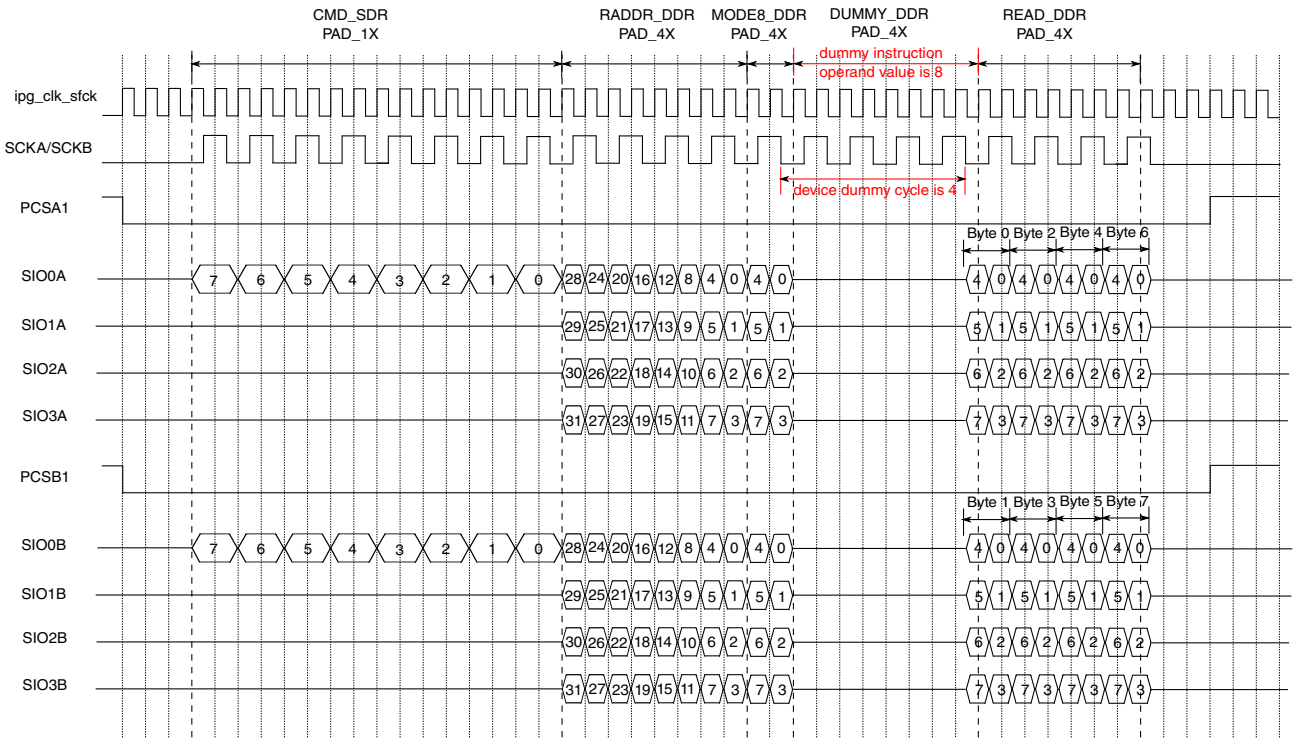 CMD_SDR RADDR_DDR MODE8_DDR DUMMY_DDR READ_DDR
PAD_1X PAD_4X PAD_4X PAD_4X PAD_4X
dummy instruction
operand value is 8
ipg_clk_sfck
SCKA/SCKB
device dummy cycle is 4
PCSA1
Byte 0 Byte 2 Byte 4 Byte 6
SIO0A 7 6 5 4 3 2 1 0 28 24 20 16 12 8 4 0 4 0 4 0 4 0 4 0 4 0
SIO1A 29 25 21 17 13 9 5 1 5 1 5 1 5 1 5 1 5 1
SIO2A 30 26 22 18 14 10 6 2 6 2 6 2 6 2 6 2 6 2
SIO3A 31 27 23 19 15 11 7 3 7 3 7 3 7 3 7 3 7 3
PCSB1
Byte 1 Byte 3 Byte 5 Byte 7
SIO0B 7 6 5 4 3 2 1 0 28 24 20 16 12 8 4 0 4 0 4 0 4 0 4 0 4 0
SIO1B 29 25 21 17 13 9 5 1 5 1 5 1 5 1 5 1 5 1
SIO2B 30 26 22 18 14 10 6 2 6 2 6 2 6 2 6 2 6 2
SIO3B 31 27 23 19 15 11 7 3 7 3 7 3 7 3 7 3 7 3